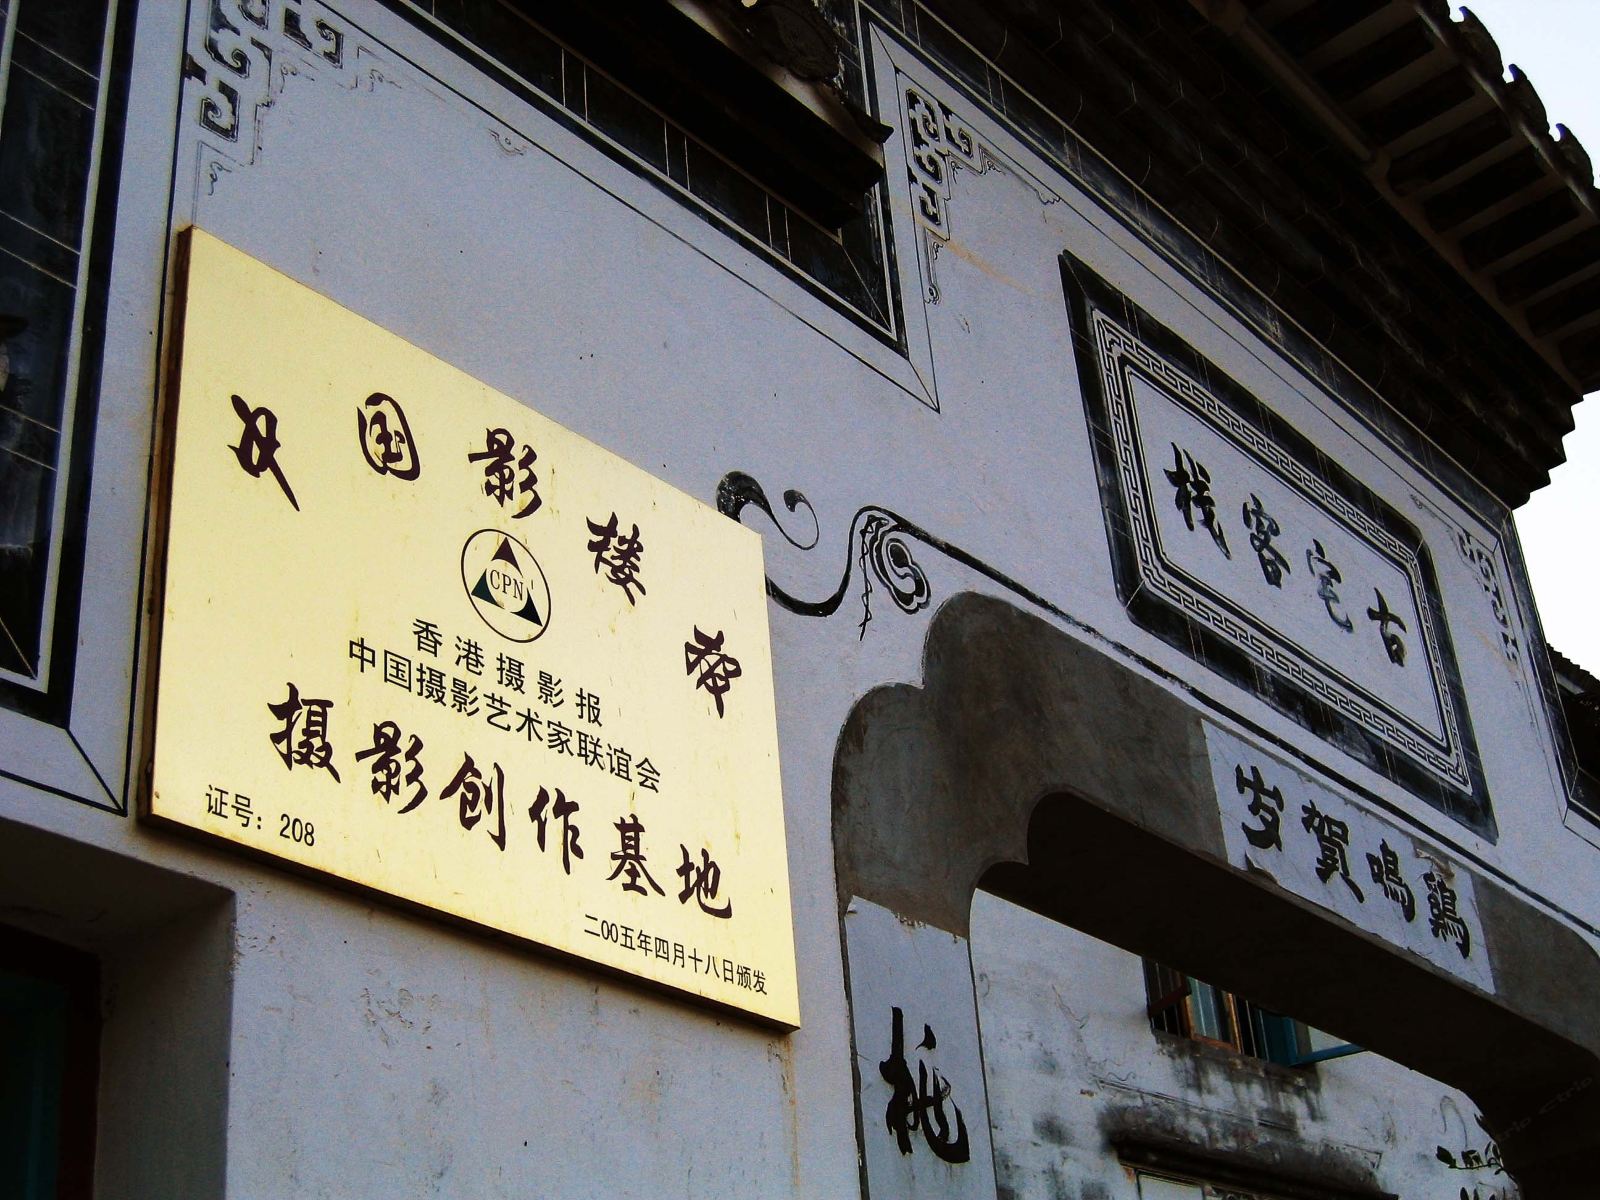 中国影楼
CPN
香港摄影报
中国摄影艺术家联谊会
摄影创作基地
证号：208
二00五年四月十八日颁发
古宅客栈
鷄鳴賀岁
桃